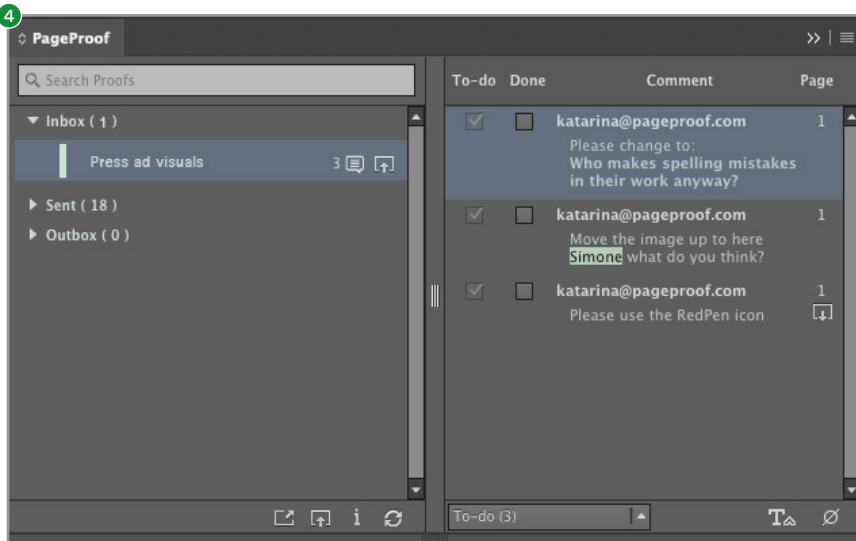 4
PageProof
Search Proofs
Inbox ( 1 )
Press ad visuals 3
Sent ( 18 )
Outbox ( 0 )
To-do Done Comment Page
katarina@pageproof.com 1
Please change to:
Who makes spelling mistakes
in their work anyway?
katarina@pageproof.com 1
Move the image up to here
Simone what do you think?
katarina@pageproof.com 1
Please use the RedPen icon
To-do (3)